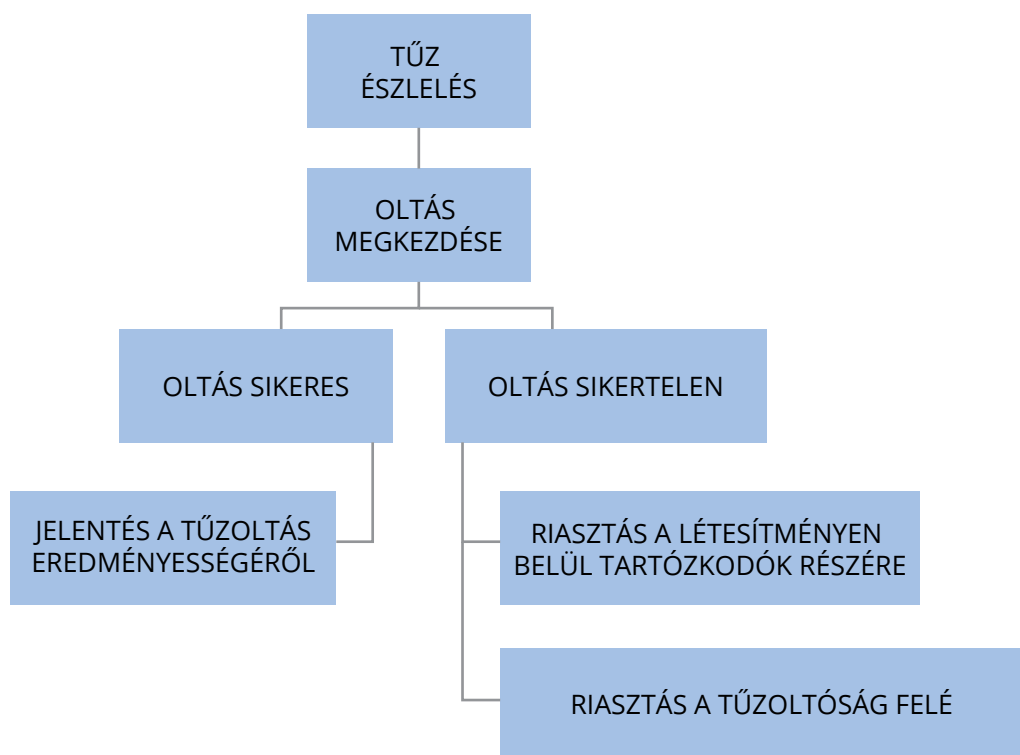 TŰZ
ÉSZLELÉS
OLTÁS
MEGKEZDÉSE
OLTÁS SIKERES
OLTÁS SIKERTELEN
JELENTÉS A TŰZOLTÁS
EREDMÉNYESSÉGÉRŐL
RIASZTÁS A LÉTESÍTMÉNYEN
BELÜL TARTÓZKODÓK RÉSZÉRE
RIASZTÁS A TŰZOLTÓSÁG FELÉ